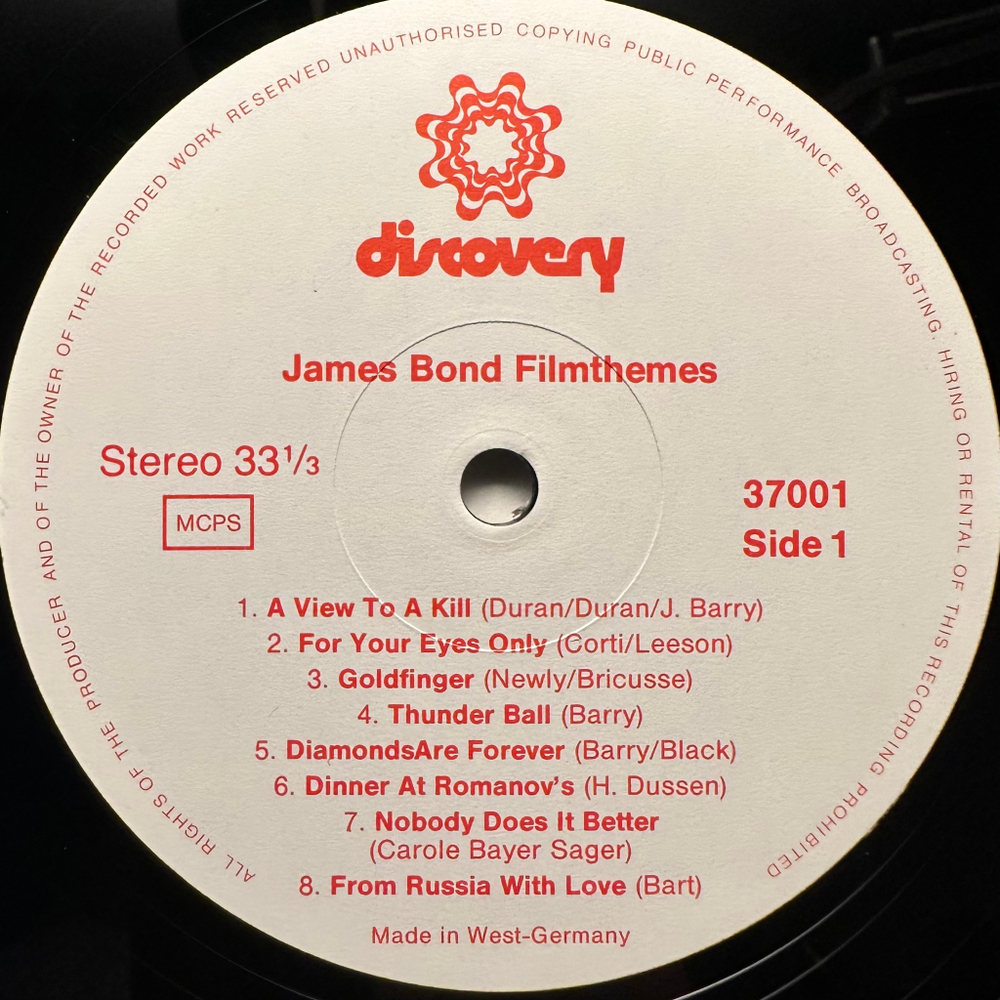 ALL RIGHTS OF THE PRODUCER AND OF THE OWNER OF THE RECORDED WORK RESERVED UNAUTHORISED COPYING PUBLIC PERFORMANCE BROADCASTING, HIRING OR RENTAL OF THIS RECORDING PROHIBITED
discovery
James Bond Filmthemes
Stereo 33⅓
MCPS
37001
Side 1
1. A View To A Kill (Duran/Duran/J. Barry)
2. For Your Eyes Only (Corti/Leeson)
3. Goldfinger (Newly/Bricusse)
4. Thunder Ball (Barry)
5. DiamondsAre Forever (Barry/Black)
6. Dinner At Romanov's (H. Dussen)
7. Nobody Does It Better
(Carole Bayer Sager)
8. From Russia With Love (Bart)
Made in West-Germany